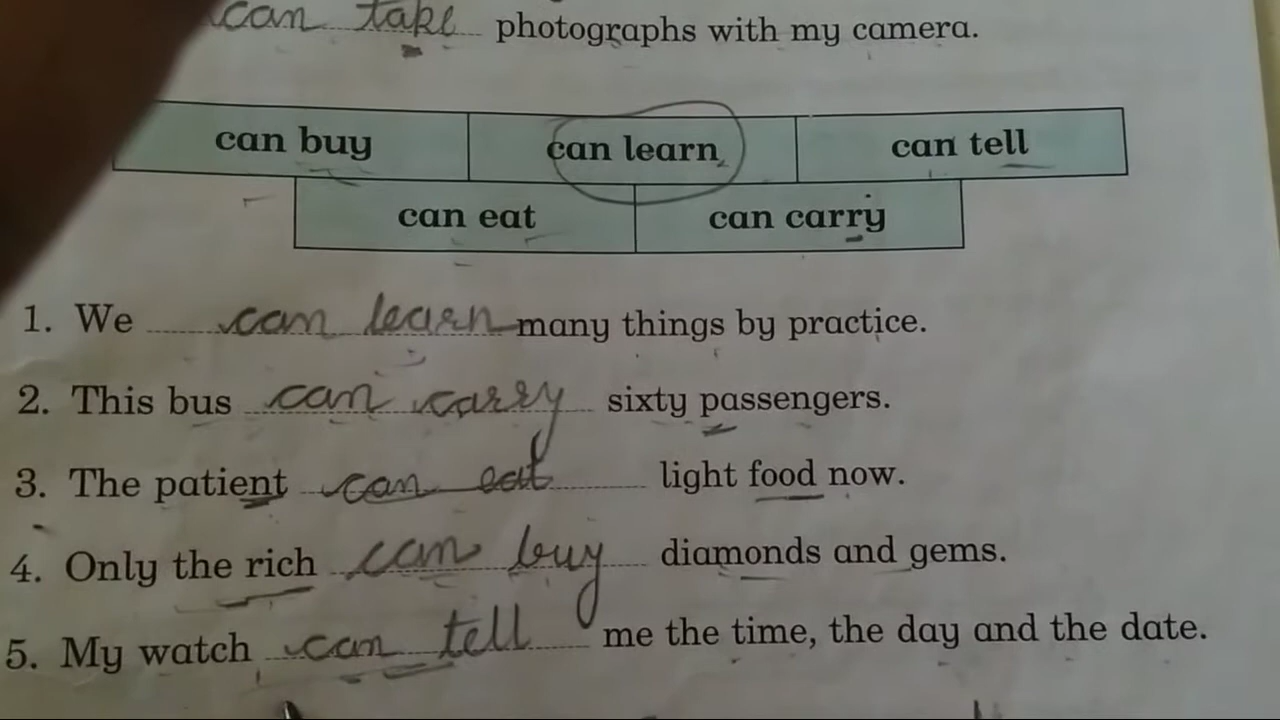 can take photographs with my camera.
can buy can learn can tell
can eat can carry
1. We can learn many things by practice.
2. This bus can carry sixty passengers.
3. The patient can eat light food now.
4. Only the rich can buy diamonds and gems.
5. My watch can tell me the time, the day and the date.